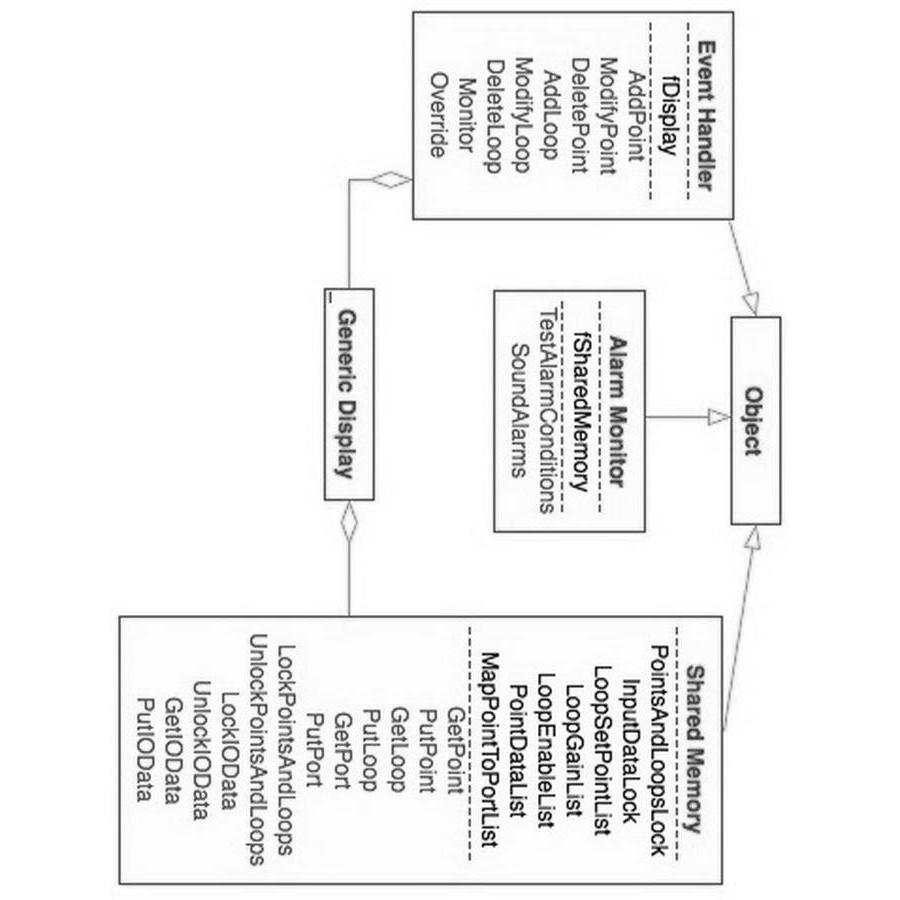 Object
Event Handler
fDisplay
AddPoint
ModifyPoint
DeletePoint
AddLoop
ModifyLoop
DeleteLoop
Monitor
Override
Alarm Monitor
fSharedMemory
TestAlarmConditions
SoundAlarms
Shared Memory
PointsAndLoopsLock
InputDataLock
LoopSetPointList
LoopGainList
LoopEnableList
PointDataList
MapPointToPortList
GetPoint
PutPoint
GetLoop
PutLoop
GetPort
PutPort
LockPointsAndLoops
UnlockPointsAndLoops
LockIOData
UnlockIOData
GetIOData
PutIOData
Generic Display